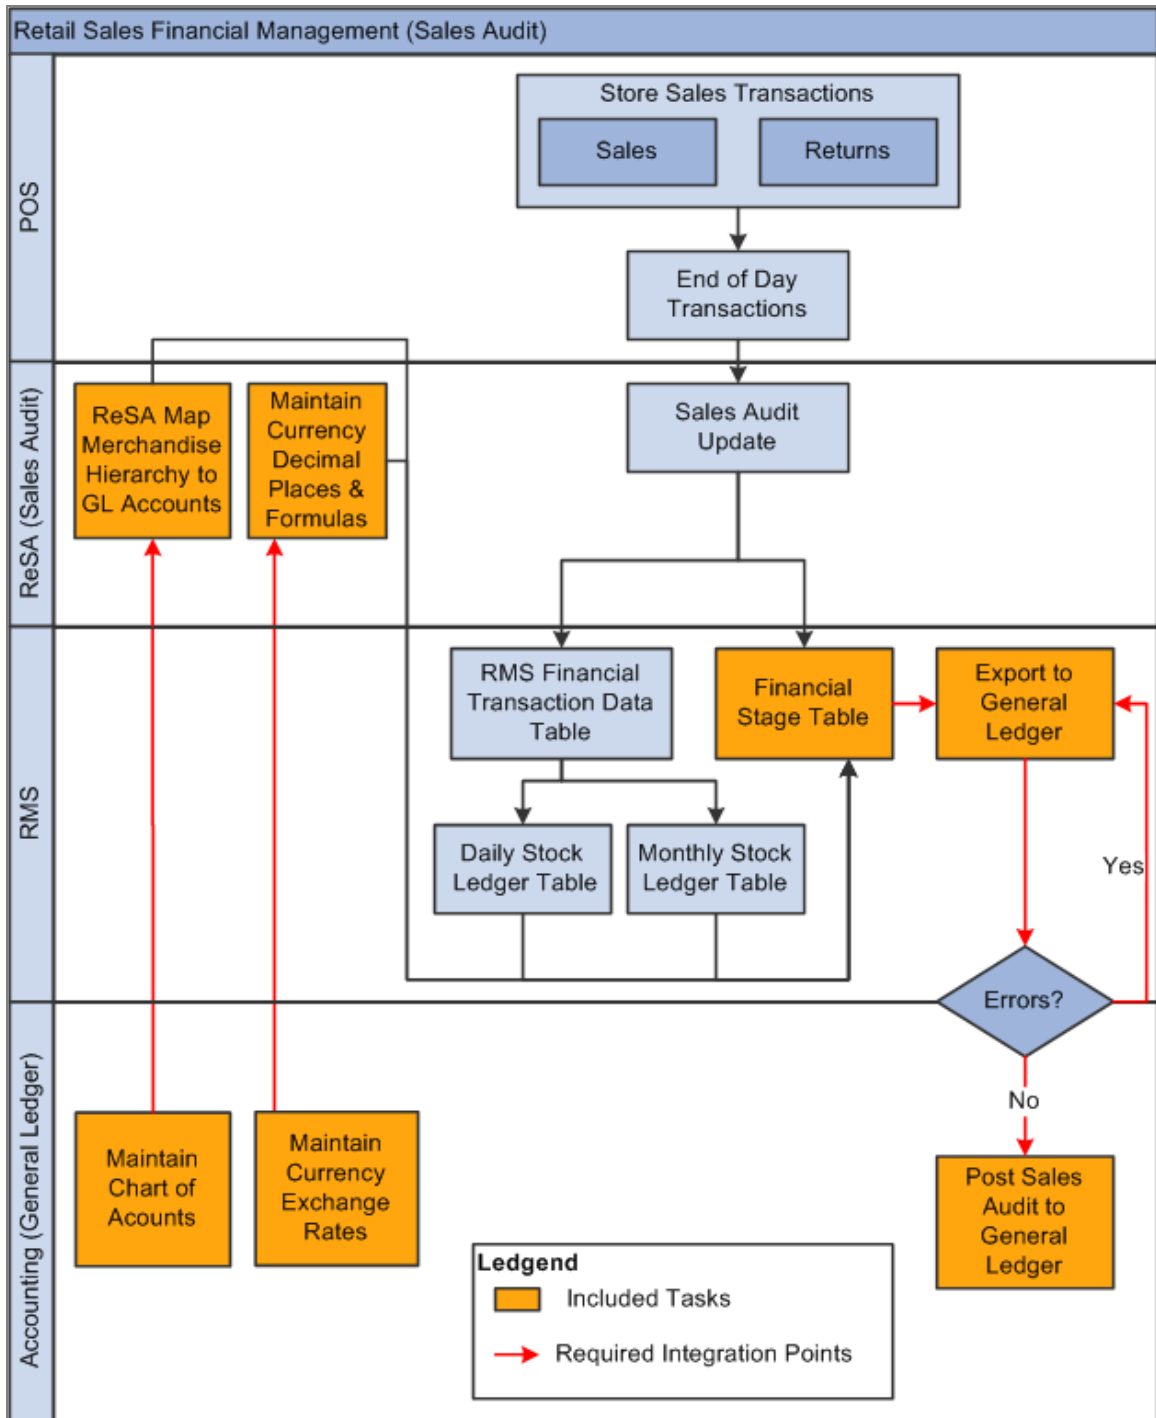 Retail Sales Financial Management (Sales Audit)
POS
Store Sales Transactions
Sales
Returns
End of Day
Transactions
ReSA (Sales Audit)
ReSA Map
Merchandise
Hierarchy to
GL Accounts
Maintain
Currency
Decimal
Places &
Formulas
Sales Audit
Update
RMS
RMS Financial
Transaction Data
Table
Financial
Stage Table
Export to
General
Ledger
Daily Stock
Ledger Table
Monthly Stock
Ledger Table
Yes
Errors?
No
Accounting (General Ledger)
Maintain
Chart of
Acounts
Maintain
Currency
Exchange
Rates
Post Sales
Audit to
General
Ledger
Ledgend
Included Tasks
Required Integration Points